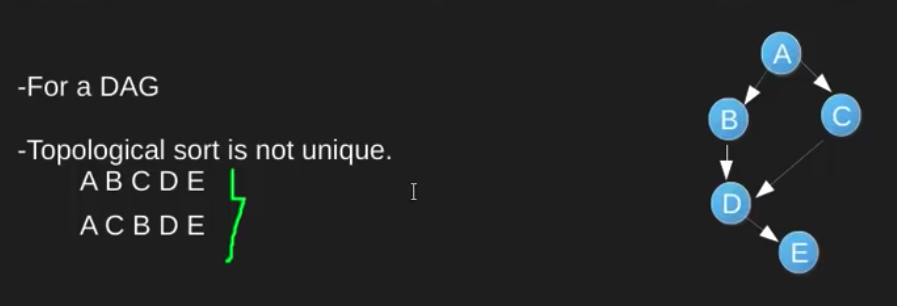 -For a DAG
-Topological sort is not unique.
A B C D E
A C B D E
A
B
C
D
E